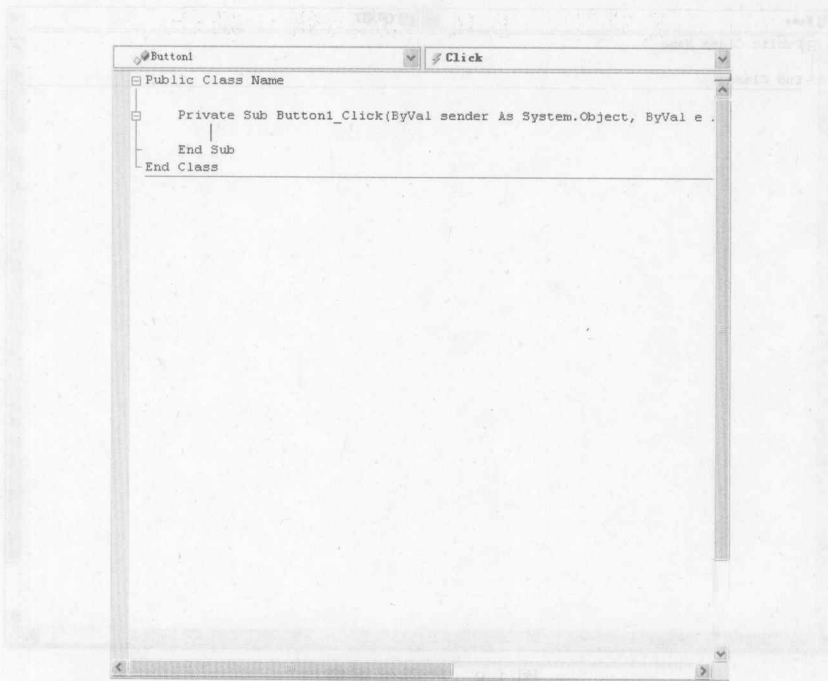 Button1 Click
Public Class Name
Private Sub Button1_Click(ByVal sender As System.Object, ByVal e .
End Sub
End Class